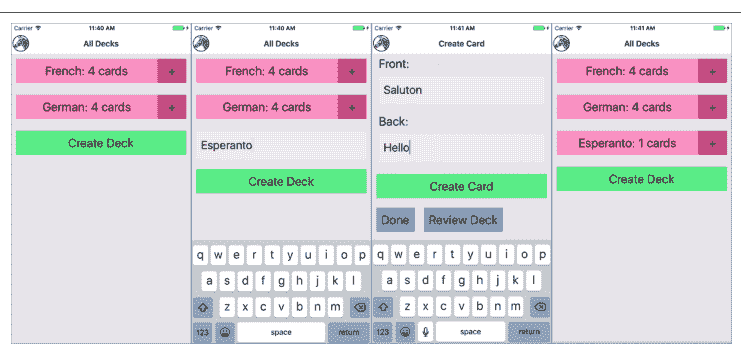 Carrier 11:40 AM
All Decks
French: 4 cards +
German: 4 cards +
Create Deck
Carrier 11:40 AM
All Decks
French: 4 cards +
German: 4 cards +
Esperanto
Create Deck
q w e r t y u i o p
a s d f g h j k l
z x c v b n m
123 space return
Carrier 11:41 AM
Create Card
Front:
Saluton
Back:
Hello
Create Card
Done Review Deck
q w e r t y u i o p
a s d f g h j k l
z x c v b n m
123 space return
Carrier 11:41 AM
All Decks
French: 4 cards +
German: 4 cards +
Esperanto: 1 cards +
Create Deck